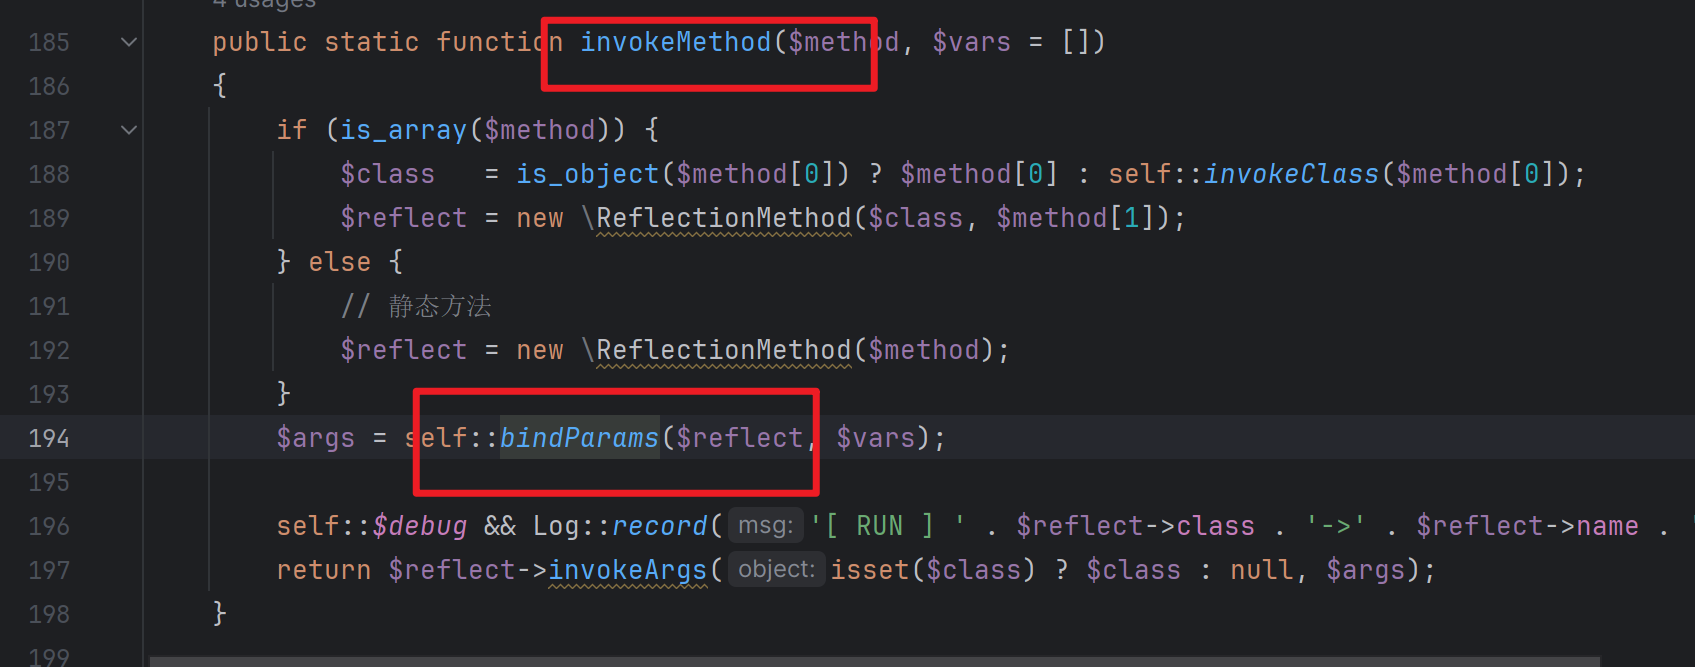 4 usages
185 public static function invokeMethod($method, $vars = [])
186 {
187 if (is_array($method)) {
188 $class = is_object($method[0]) ? $method[0] : self::invokeClass($method[0]);
189 $reflect = new \ReflectionMethod($class, $method[1]);
190 } else {
191 // 静态方法
192 $reflect = new \ReflectionMethod($method);
193 }
194 $args = self::bindParams($reflect, $vars);
195
196 self::$debug && Log::record( msg: '[ RUN ] ' . $reflect->class . '->' . $reflect->name . '
197 return $reflect->invokeArgs( object: isset($class) ? $class : null, $args);
198 }
199